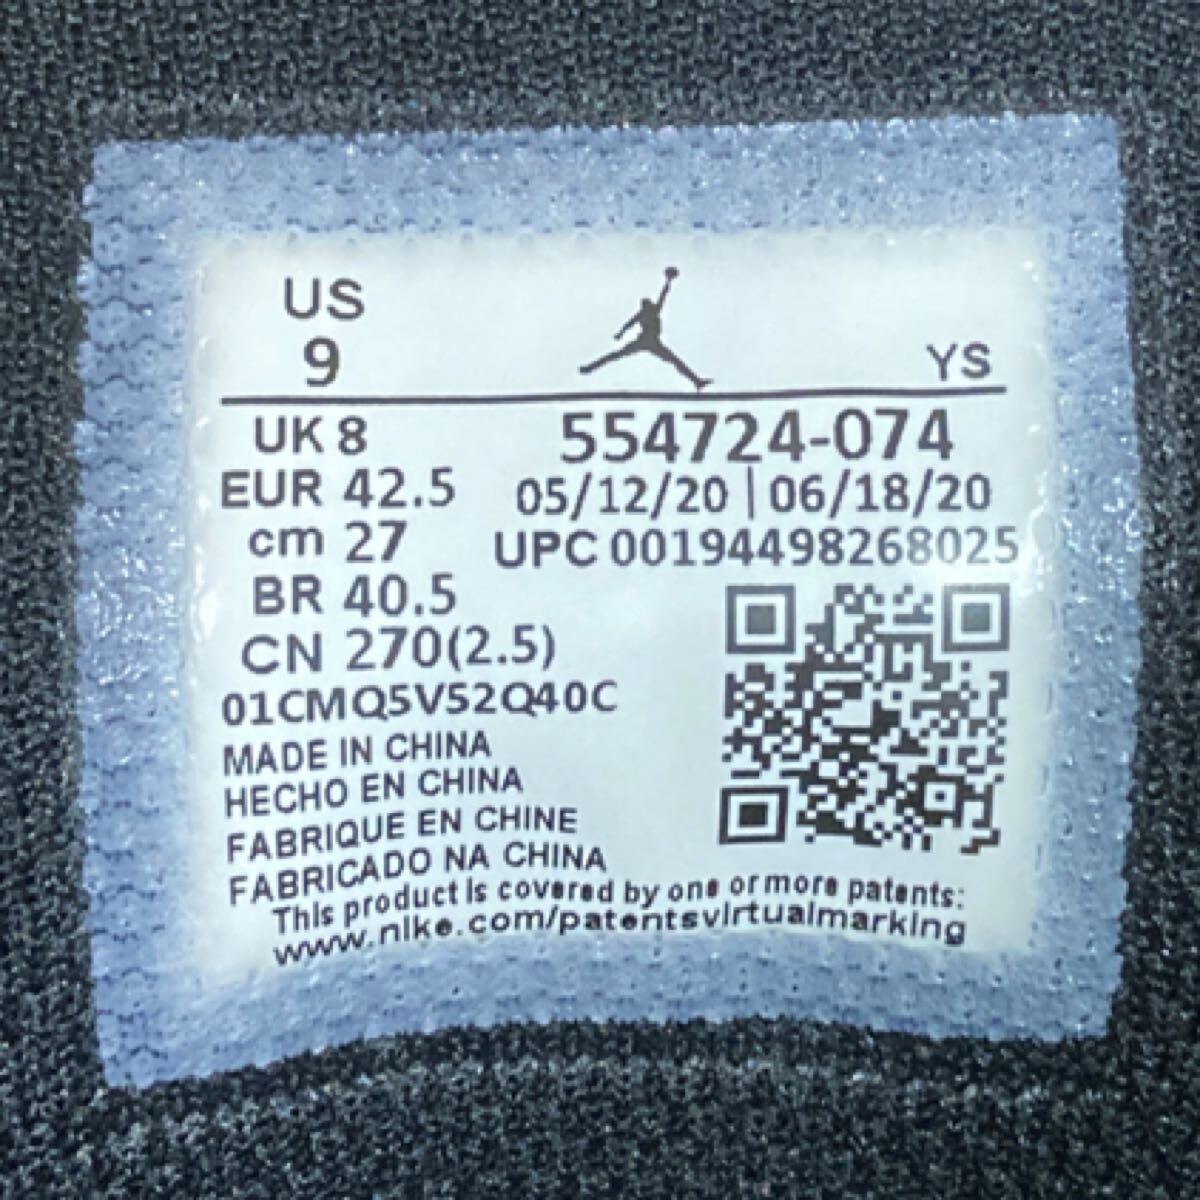 US
9
YS
UK 8
EUR 42.5
cm 27
BR 40.5
CN 270(2.5)
554724-074
05/12/20 | 06/18/20
UPC 00194498268025
01CMQ5V52Q40C
MADE IN CHINA
HECHO EN CHINA
FABRIQUE EN CHINE
FABRICADO NA CHINA
This product is covered by one or more patents:
www.nike.com/patentsvirtualmarking